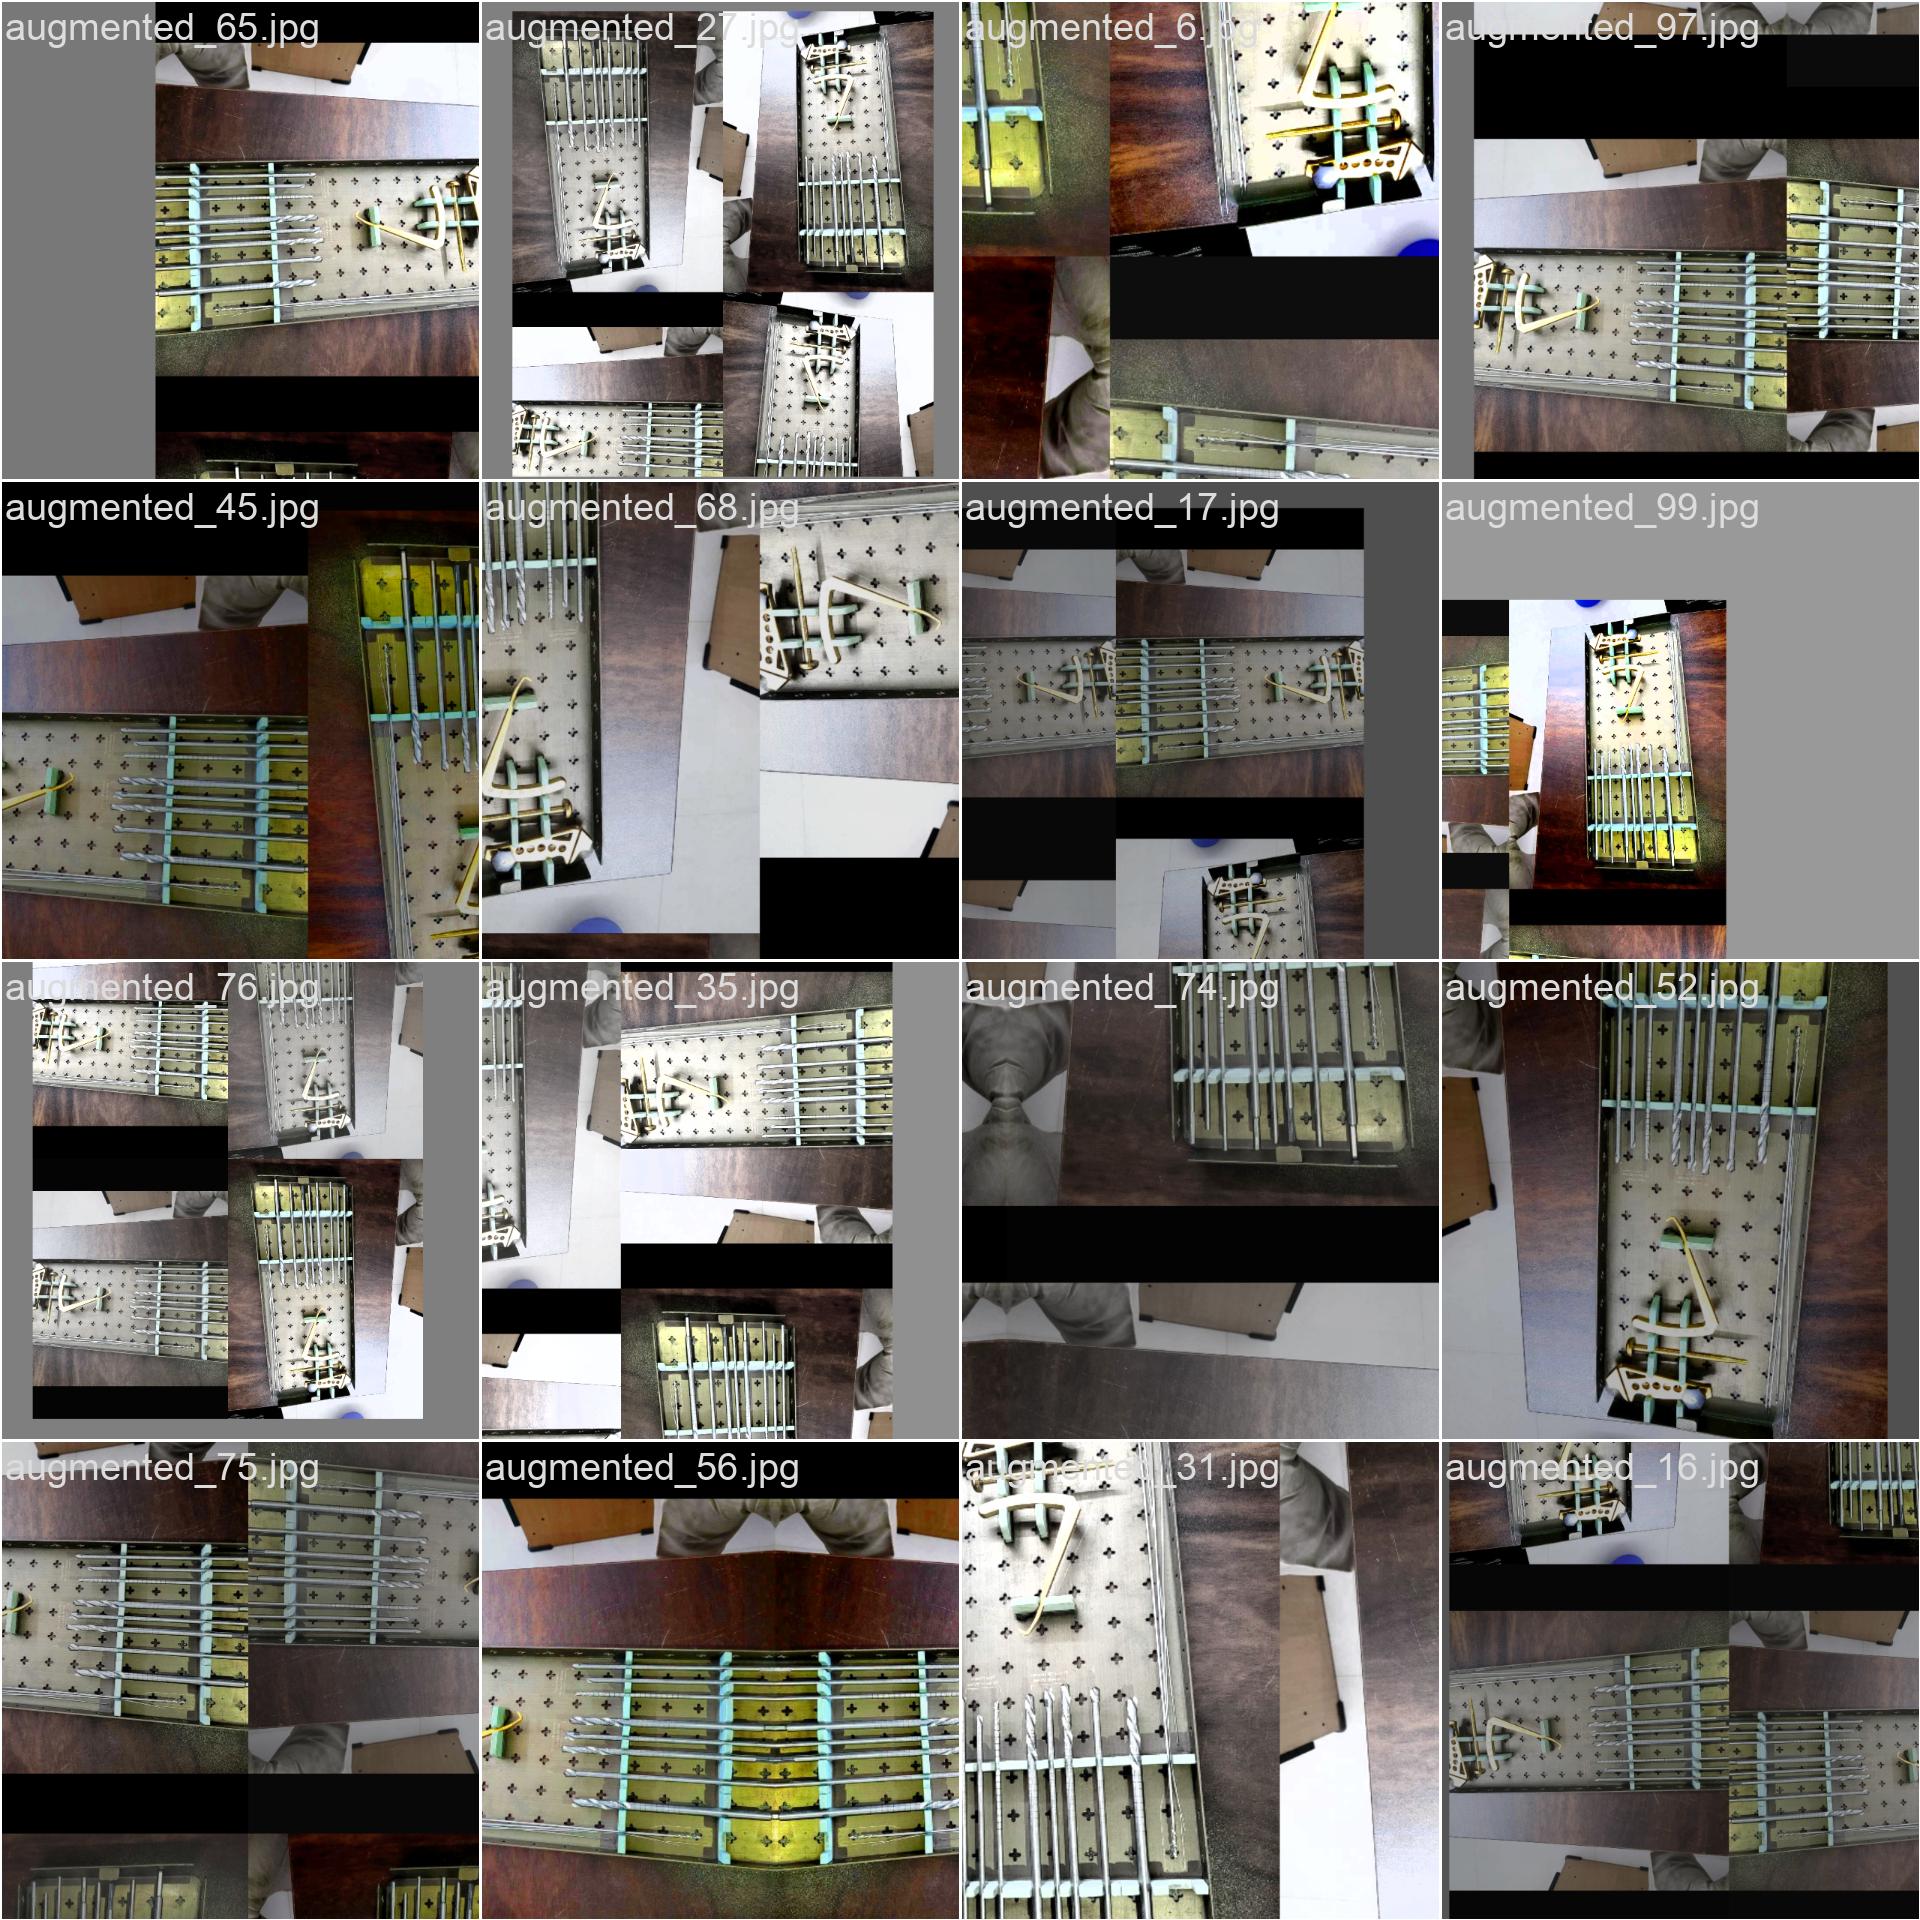 augmented_65.jpg
augmented_27.jpg
augmented_6.jpg
augmented_97.jpg
augmented_45.jpg
augmented_68.jpg
augmented_17.jpg
augmented_99.jpg
augmented_76.jpg
augmented_35.jpg
augmented_74.jpg
augmented_52.jpg
augmented_75.jpg
augmented_56.jpg
augmented_31.jpg
augmented_16.jpg